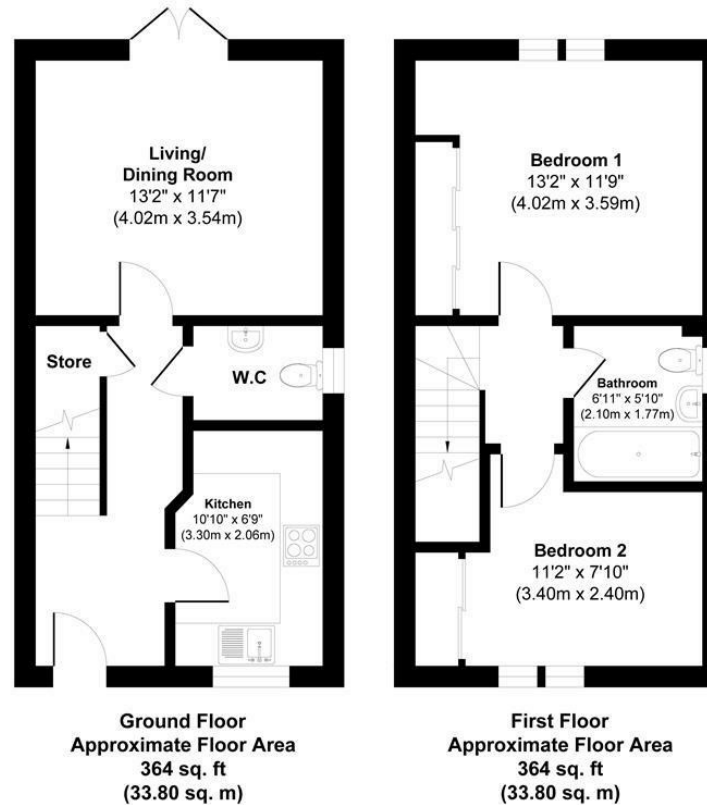 Living/
Dining Room
13'2" x 11'7"
(4.02m x 3.54m)
Store
W.C
Kitchen
10'10" x 6'9"
(3.30m x 2.06m)
Ground Floor
Approximate Floor Area
364 sq. ft
(33.80 sq. m)
Bedroom 1
13'2" x 11'9"
(4.02m x 3.59m)
Bathroom
6'11" x 5'10"
(2.10m x 1.77m)
Bedroom 2
11'2" x 7'10"
(3.40m x 2.40m)
First Floor
Approximate Floor Area
364 sq. ft
(33.80 sq. m)